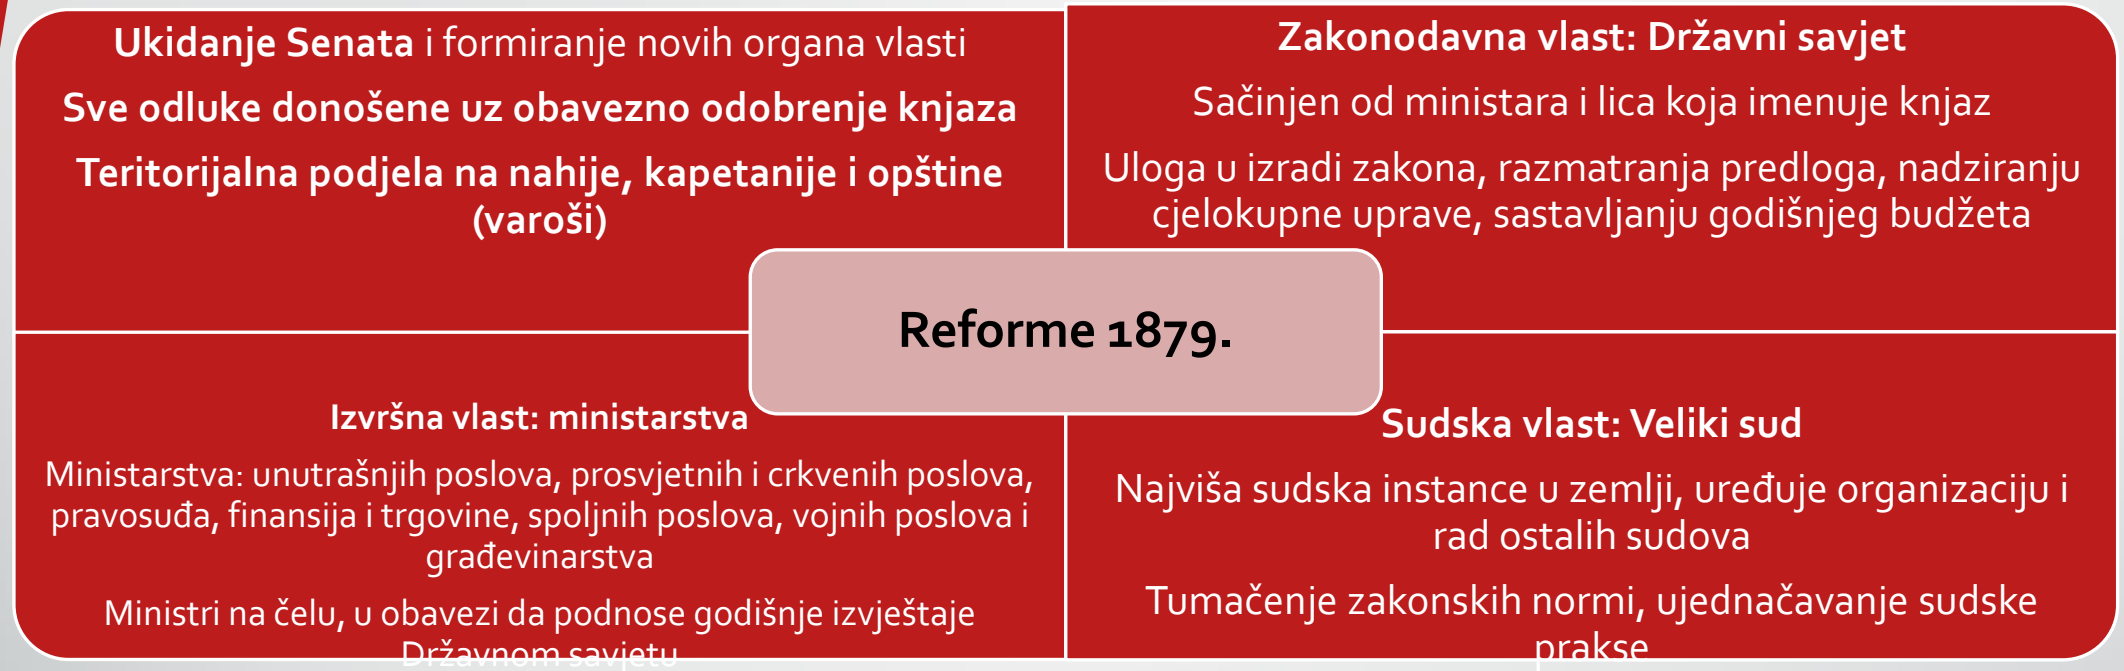 Ukidanje Senata i formiranje novih organa vlasti
Sve odluke donošene uz obavezno odobrenje knjaza
Teritorijalna podjela na nahije, kapetanije i opštine
(varoši)
Zakonodavna vlast: Državni savjet
Sačinjen od ministara i lica koja imenuje knjaz
Uloga u izradi zakona, razmatranja predloga, nadziranju
cjelokupne uprave, sastavljanju godišnjeg budžeta
Reforme 1879.
Izvršna vlast: ministarstva
Ministarstva: unutrašnjih poslova, prosvjetnih i crkvenih poslova,
pravosuđa, finansija i trgovine, spoljnih poslova, vojnih poslova i
građevinarstva
Ministri na čelu, u obavezi da podnose godišnje izvještaje
Državnom savjetu
Sudska vlast: Veliki sud
Najviša sudska instance u zemlji, uređuje organizaciju i
rad ostalih sudova
Tumačenje zakonskih normi, ujednačavanje sudske
prakse